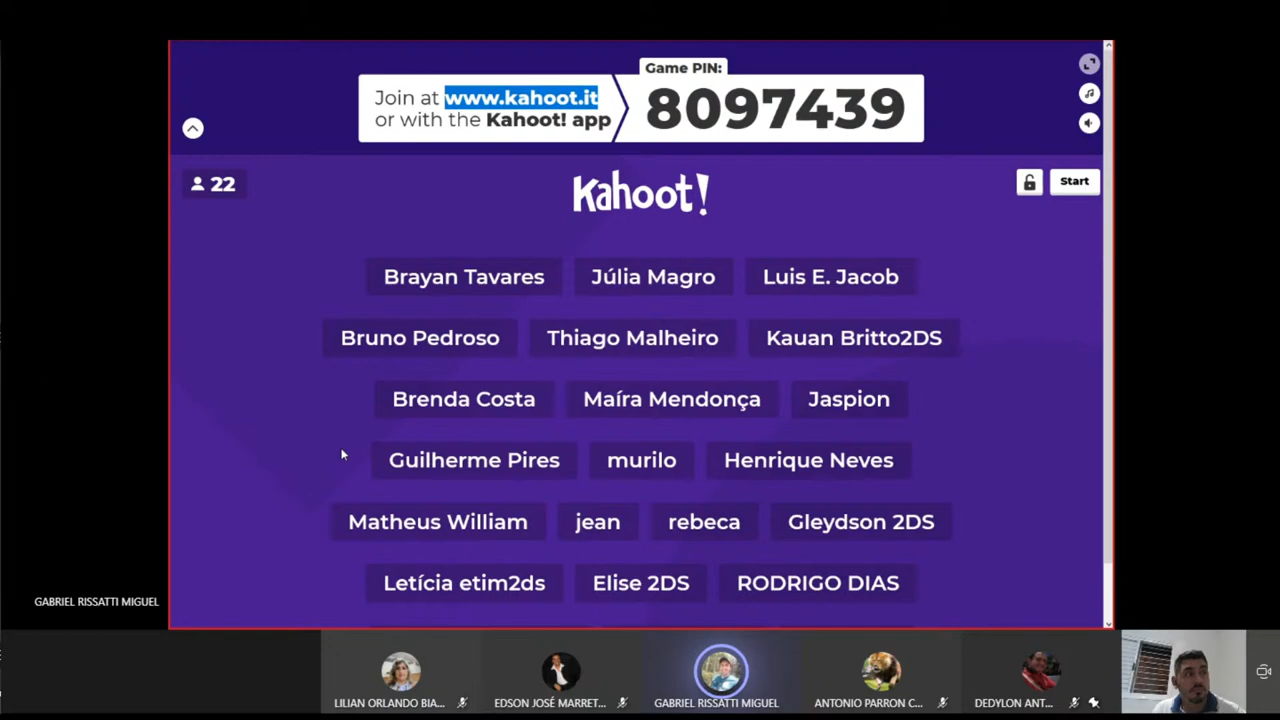 Game PIN:
Join at www.kahoot.it
or with the Kahoot! app
8097439
22
Kahoot!
Start
Brayan Tavares Júlia Magro Luis E. Jacob
Bruno Pedroso Thiago Malheiro Kauan Britto2DS
Brenda Costa Maíra Mendonça Jaspion
Guilherme Pires murilo Henrique Neves
Matheus William jean rebeca Gleydson 2DS
Letícia etim2ds Elise 2DS RODRIGO DIAS
GABRIEL RISSATTI MIGUEL
LILIAN ORLANDO BIA... EDSON JOSÉ MARRET... GABRIEL RISSATTI MIGUEL ANTONIO PARRON C... DEDYLON ANT...